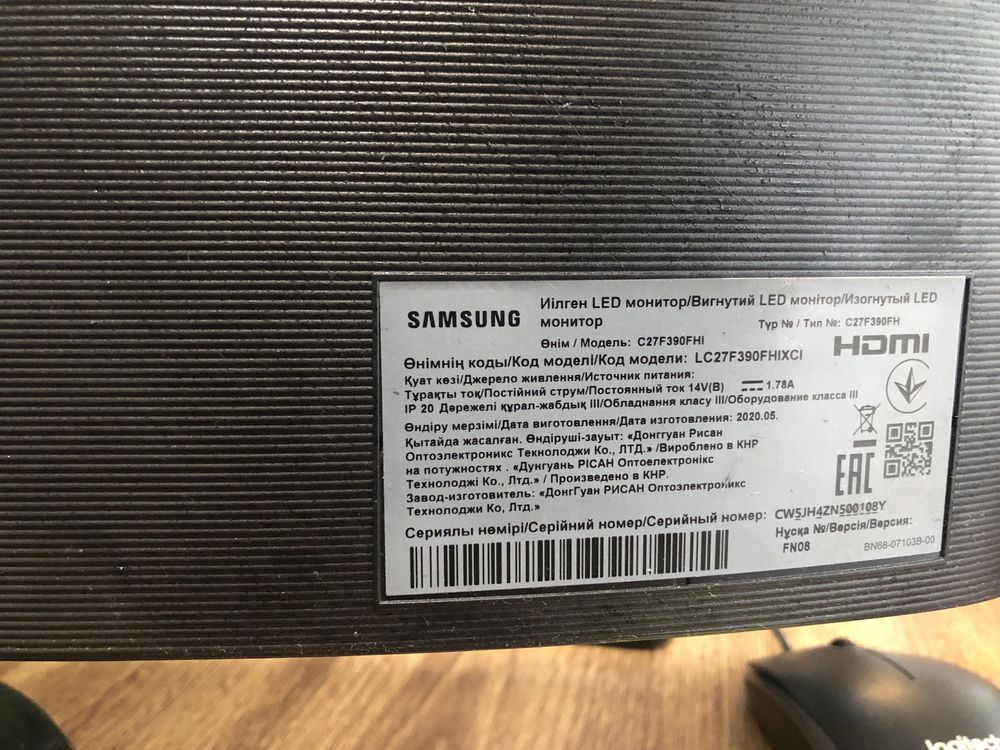 SAMSUNG
Иілген LED монитор/Вигнутий LED монітор/Изогнутый LED
монитор
Түр № / Тип №: C27F390FH
Өнім / Модель: C27F390FHI
HDMI
Өнімнің коды/Код моделі/Код модели: LC27F390FHIXCI
Қуат көзі/Джерело живлення/Источник питания:
Тұрақты тоқ/Постійний струм/Постоянный ток 14V(В) 1.78A
IP 20 Дәрежелі құрал-жабдық III/Обладнання класу III/Оборудование класса III
Өндіру мерзімі/Дата виготовлення/Дата изготовления: 2020.05.
Қытайда жасалған. Өндіруші-зауыт: «Донггуан Рисан
Оптоэлектроникс Текнолоджи Ко., ЛТД.» /Вироблено в КНР
на потужностях . «Дунгуань РІСАН Оптоелектронікс
Технолоджі Ко., Лтд.» / Произведено в КНР.
Завод-изготовитель: «ДонгГуан РИСАН Оптоэлектроникс
Технолоджи Ко, Лтд.»
EAC
Сериялы нөмірі/Серійний номер/Серийный номер: CW5JH4ZN500108Y
Нұсқа №/Версія/Версия:
FN08
BN68-07103B-00
logitech